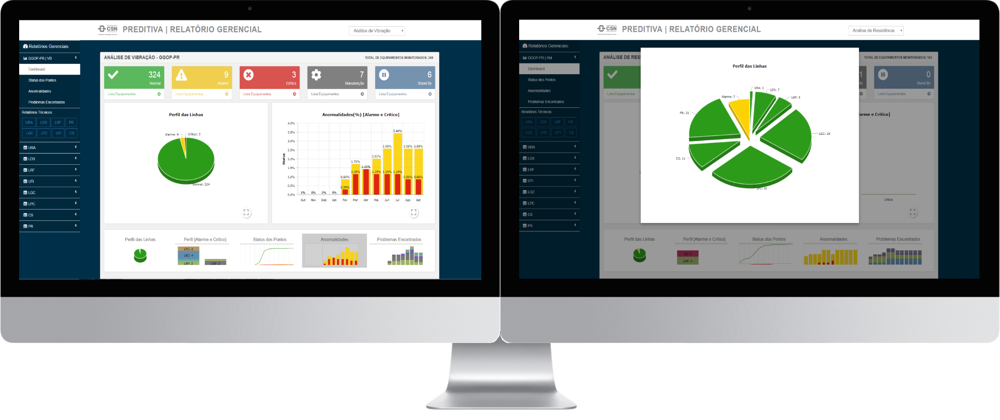 CSN
PREDITIVA | RELATÓRIO GERENCIAL
Análise de Vibração
Relatórios Gerenciais:
GGOP-PR | VB
Dashboard
Status dos Pontos
Anormalidades
Problemas Encontrados
Relatórios Técnicos:
URA LDS LRF PR
LGC LPC UTI CS
URA
LDS
LRF
UTI
LGC
LPC
CS
PR
ANÁLISE DE VIBRAÇÃO - GGOP-PR
TOTAL DE EQUIPAMENTOS MONITORADOS: 349
324
Normal
Lista Equipamentos
9
Alarme
Lista Equipamentos
3
Crítico
Lista Equipamentos
7
Manutenção
Lista Equipamentos
6
Stand By
Lista Equipamentos
Perfil das Linhas
Alarme: 9
Crítico: 3
Normal: 324
Anormalidades(%) [Alarme e Crítico]
Status
4.0%
3.5%
3.0%
2.5%
2.0%
1.5%
1.0%
0.5%
0.0%
0% 0% 0% 0%
0.86%
0.29%
1.72%
1.15%
1.43%
2.01%
1.15%
2.58%
1.15%
3.44%
1.15%
2.58%
0.86%
2.58%
0.86%
Out Nov Dez Jan Fev Mar Abr Mai Jun Jul Ago Set
Perfil das Linhas
Perfil [Alarme e Crítico]
LPC: 2
LGC: 4
LRF: 2
LDS: 2
Status dos Pontos
Anormalidades
Problemas Encontrados
CSN
PREDITIVA | RELATÓRIO GERENCIAL
Análise de Resistência
Relatórios Gerenciais:
GGOP-PR | RM
Dashboard
Status dos Pontos
Anormalidades
Problemas Encontrados
Relatórios Técnicos:
URA LDS LRF PR
LGC LPC UTI CS
URA
LDS
LRF
UTI
LGC
LPC
CS
PR
ANÁLISE DE RES
TOTAL DE EQUIPAMENTOS MONITORADOS: 163
Lista Equipamentos
1
ão
0
Stand By
Lista Equipamentos
larme e Crítico]
Crítico
Perfil das Linhas
URA: 1
LDS: 7
LRF: 5
LGC: 24
LPC: 30
CS: 11
PR: 21
Alarme: 7
Perfil das Linhas
Perfil [Alarme e Crítico]
CS: 3
LRF: 4
Status dos Pontos
Anormalidades
Problemas Encontrados